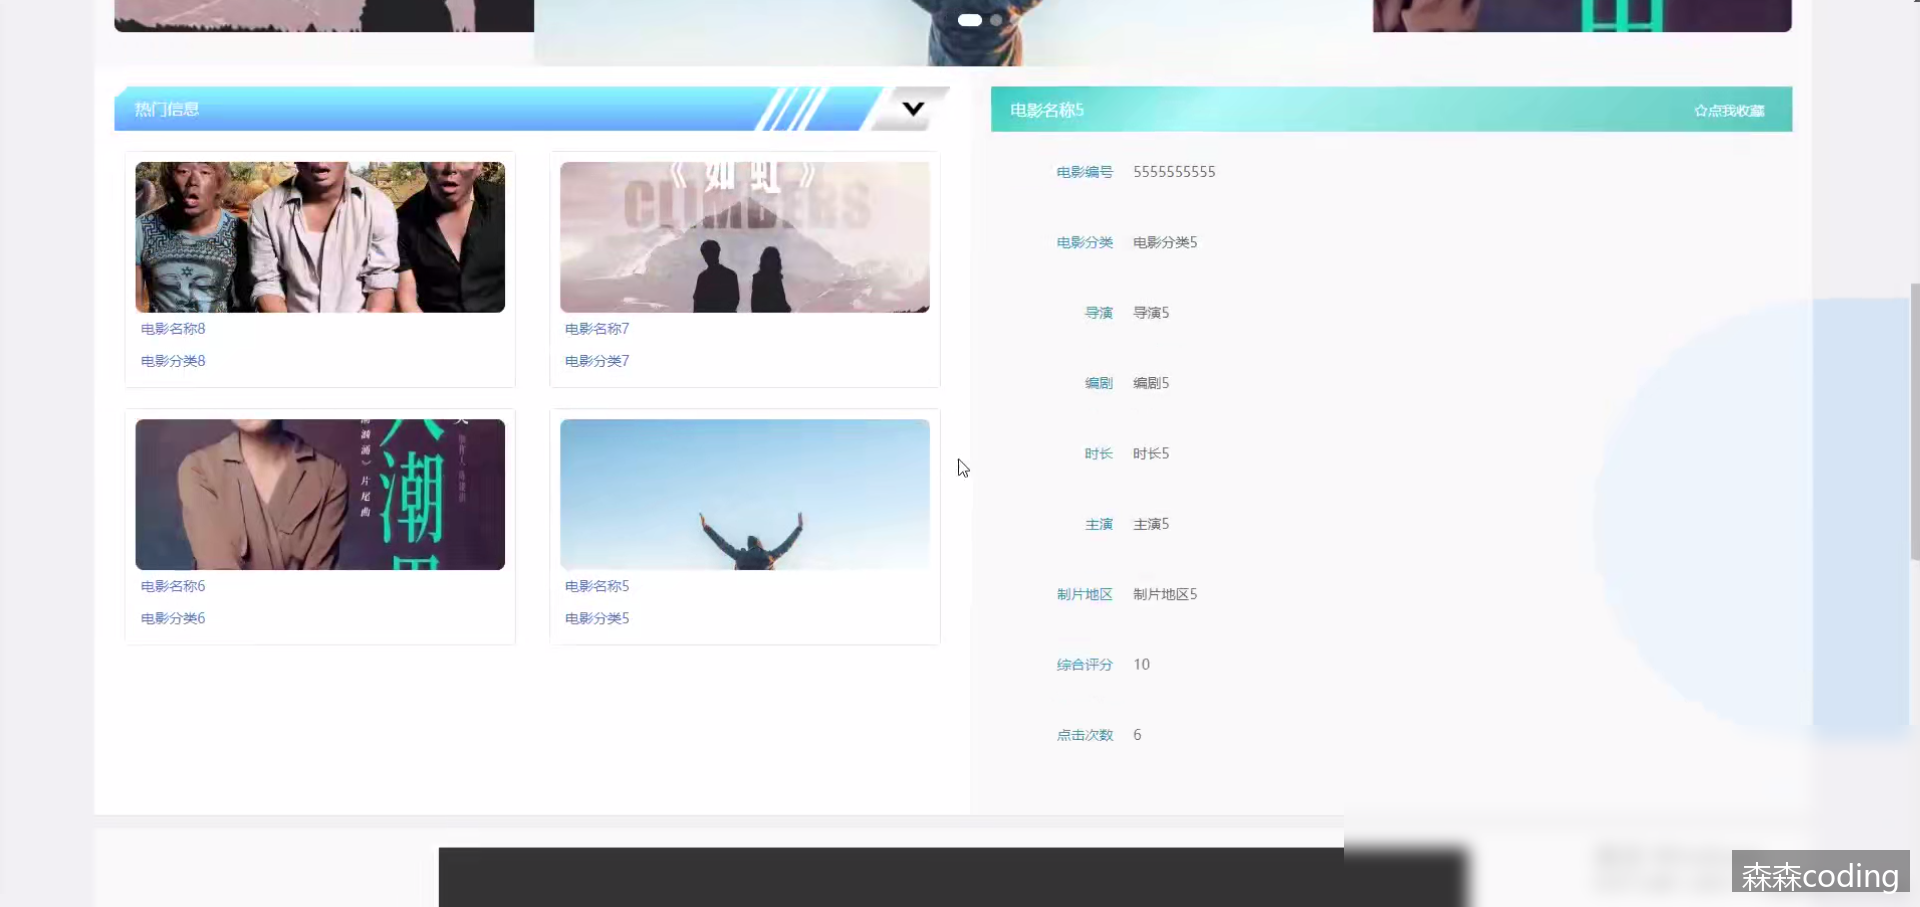 热门信息
《如虹》
CLIMBERS
电影名称8
电影分类8
电影名称7
电影分类7
人潮
片尾曲
电影名称6
电影分类6
电影名称5
电影分类5
电影名称5
☆点我收藏
电影编号 5555555555
电影分类 电影分类5
导演 导演5
编剧 编剧5
时长 时长5
主演 主演5
制片地区 制片地区5
综合评分 10
点击次数 6
森森coding